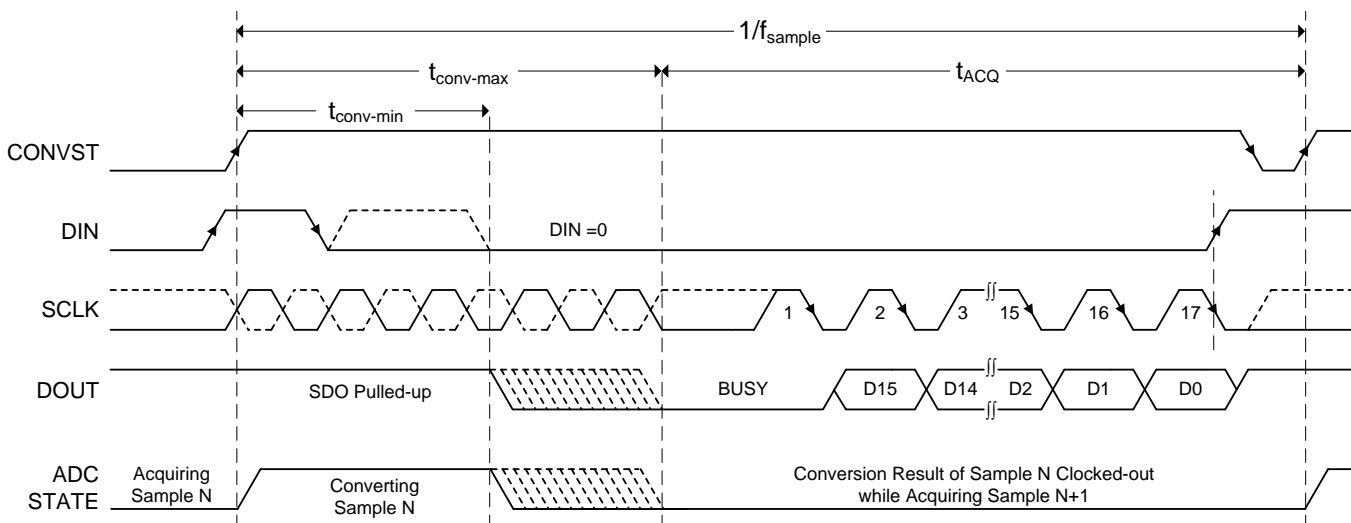 1/fsample
tconv-max
tACQ
tconv-min
CONVST
DIN
DIN =0
SCLK
1 2 3 15 16 17
DOUT
SDO Pulled-up
BUSY
D15 D14 D2 D1 D0
ADC
STATE
Acquiring
Sample N
Converting
Sample N
Conversion Result of Sample N Clocked-out
while Acquiring Sample N+1